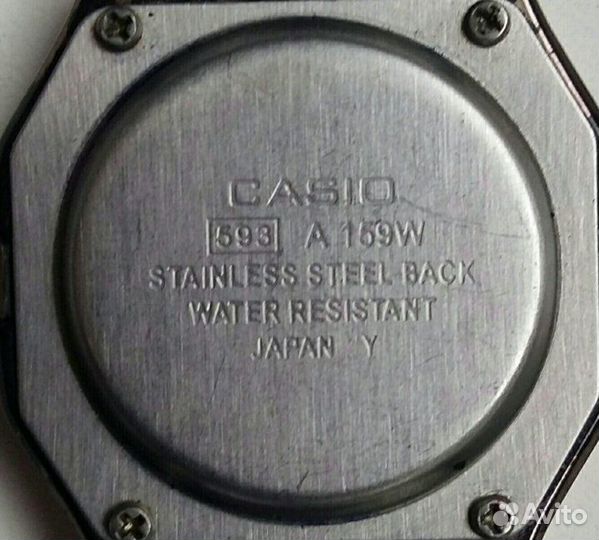 CASIO
593 A 159W
STAINLESS STEEL BACK
WATER RESISTANT
JAPAN Y
Avito